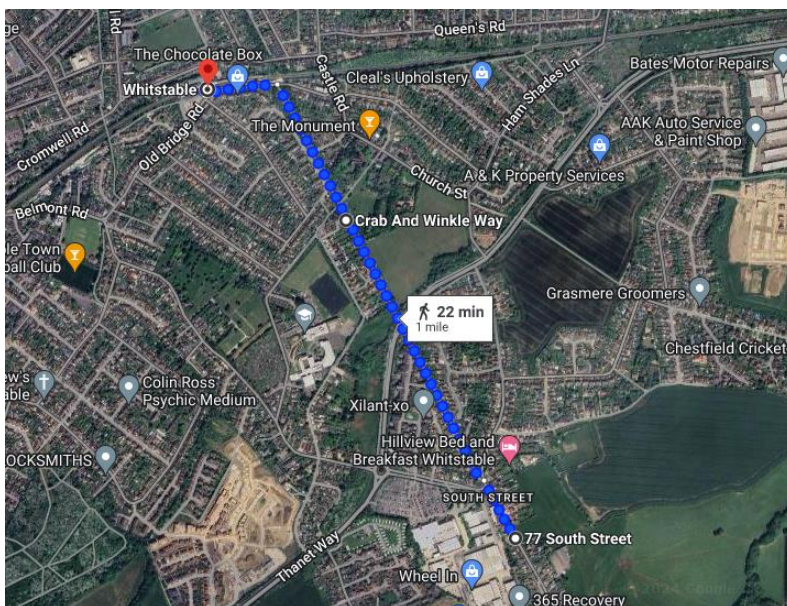 Queen's Rd
The Chocolate Box
Castle Rd
Cleal's Upholstery
Ham Shades Ln
Bates Motor Repairs
Whitstable
Cromwell Rd
Old Bridge Rd
The Monument
AAK Auto Service
& Paint Shop
Church St
A & K Property Services
Belmont Rd
Crab And Winkle Way
Town
ball Club
22 min
1 mile
Grasmere Groomers
Chestfield Cricket
Colin Ross
Psychic Medium
Xilant-xo
Hillview Bed and
Breakfast Whitstable
OCKSMITHS
SOUTH STREET
77 South Street
Thanet Way
Wheel In
365 Recovery